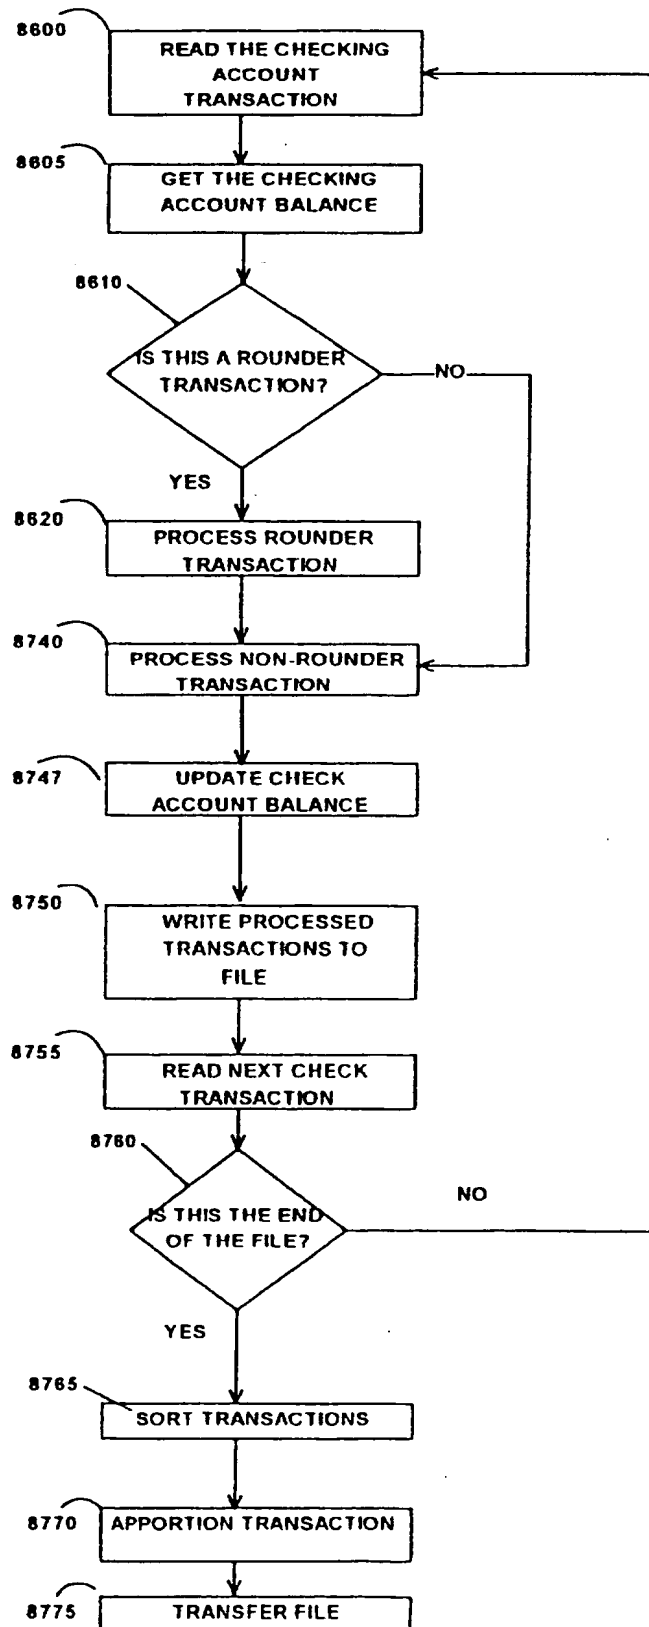 8600
READ THE CHECKING
ACCOUNT
TRANSACTION
8605
GET THE CHECKING
ACCOUNT BALANCE
8610
IS THIS A ROUNDER
TRANSACTION?
NO
YES
8620
PROCESS ROUNDER
TRANSACTION
8740
PROCESS NON-ROUNDER
TRANSACTION
8747
UPDATE CHECK
ACCOUNT BALANCE
8750
WRITE PROCESSED
TRANSACTIONS TO
FILE
8755
READ NEXT CHECK
TRANSACTION
8760
IS THIS THE END
OF THE FILE?
NO
YES
8765
SORT TRANSACTIONS
8770
APPORTION TRANSACTION
8775
TRANSFER FILE